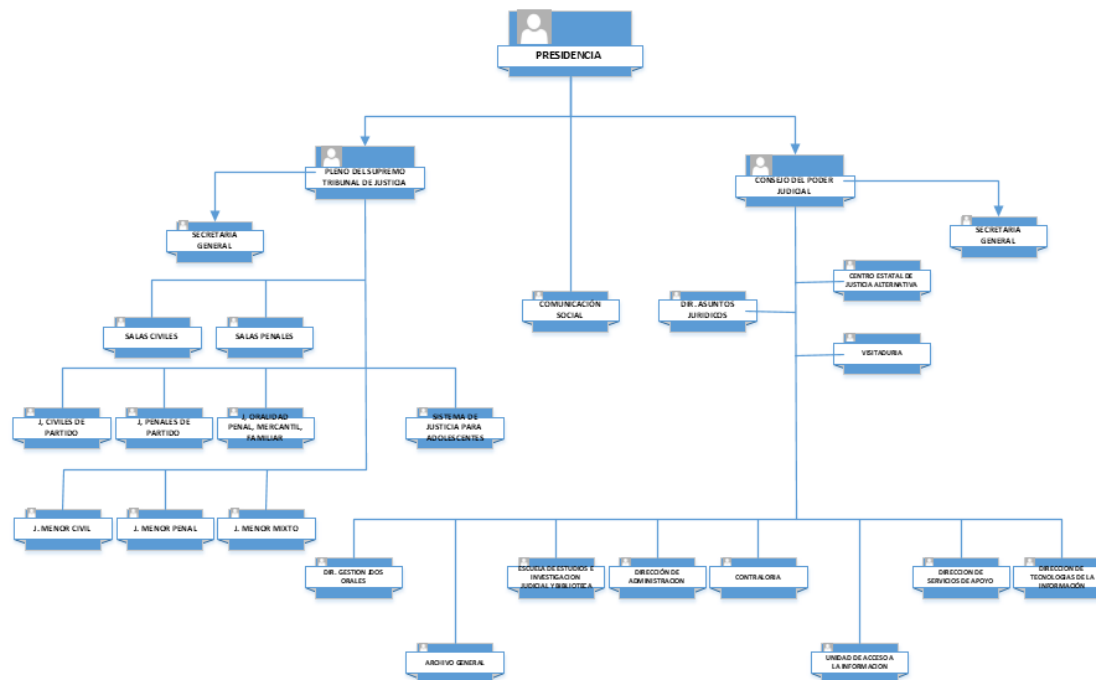 PRESIDENCIA
PLENO DEL SUPREMO
TRIBUNAL DE JUSTICIA
CONSEJO DEL PODER
JUDICIAL
SECRETARIA
GENERAL
SECRETARIA
GENERAL
CENTRO ESTATAL DE
JUSTICIA ALTERNATIVA
COMUNICACIÓN
SOCIAL
DIR. ASUNTOS
JURIDICOS
SALAS CIVILES
SALAS PENALES
VISITADURIA
J, CIVILES DE
PARTIDO
J, PENALES DE
PARTIDO
J, ORALIDAD
PENAL, MERCANTIL,
FAMILIAR
SISTEMA DE
JUSTICIA PARA
ADOLESCENTES
J. MENOR CIVIL
J. MENOR PENAL
J. MENOR MIXTO
DIR. GESTION JDOS
ORALES
ESCUELA DE ESTUDIOS E
INVESTIGACION
JUDICIAL Y BIBLIOTECA
DIRECCIÓN DE
ADMINISTRACION
CONTRALORIA
DIRECCION DE
SERVICIOS DE APOYO
DIRECCION DE
TECNOLOGIAS DE LA
INFORMACIÓN
ARCHIVO GENERAL
UNIDAD DE ACCESO A
LA INFORMACION